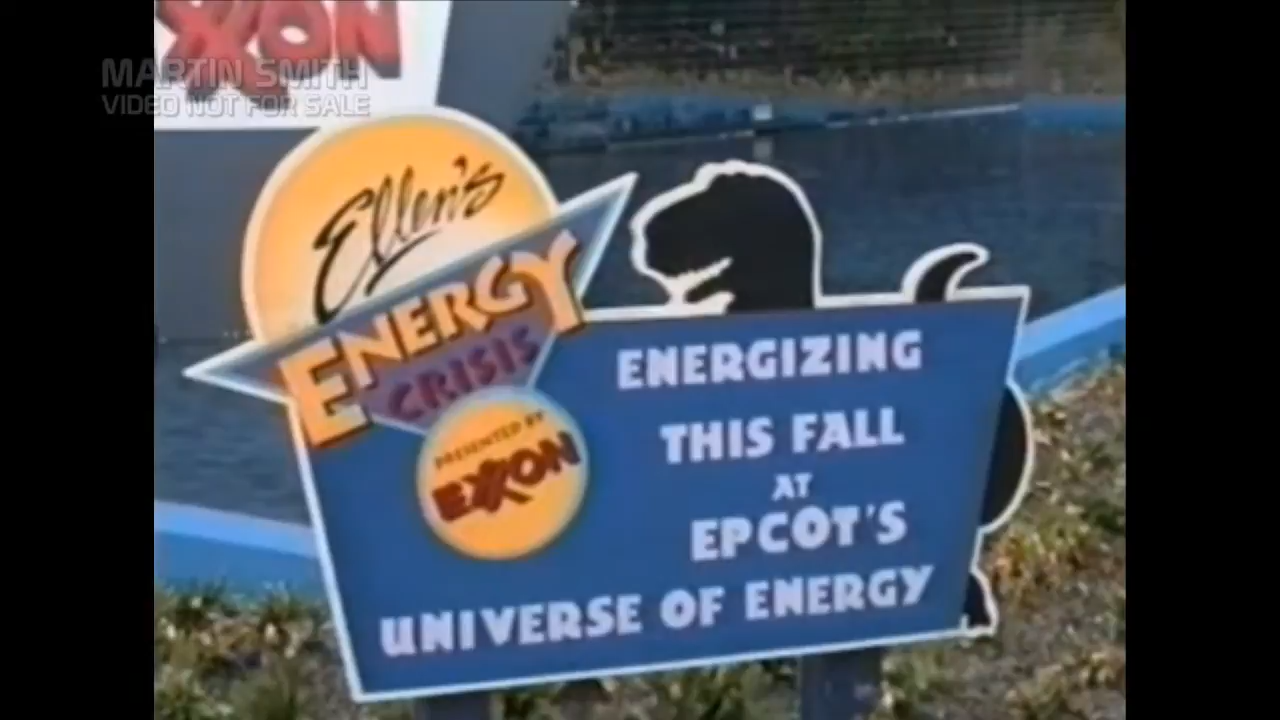 EXXON
MARTIN SMITH
VIDEO NOT FOR SALE
Ellen's
ENERGY
CRISIS
PRESENTED BY
EXXON
ENERGIZING
THIS FALL
AT
EPCOT'S
UNIVERSE OF ENERGY